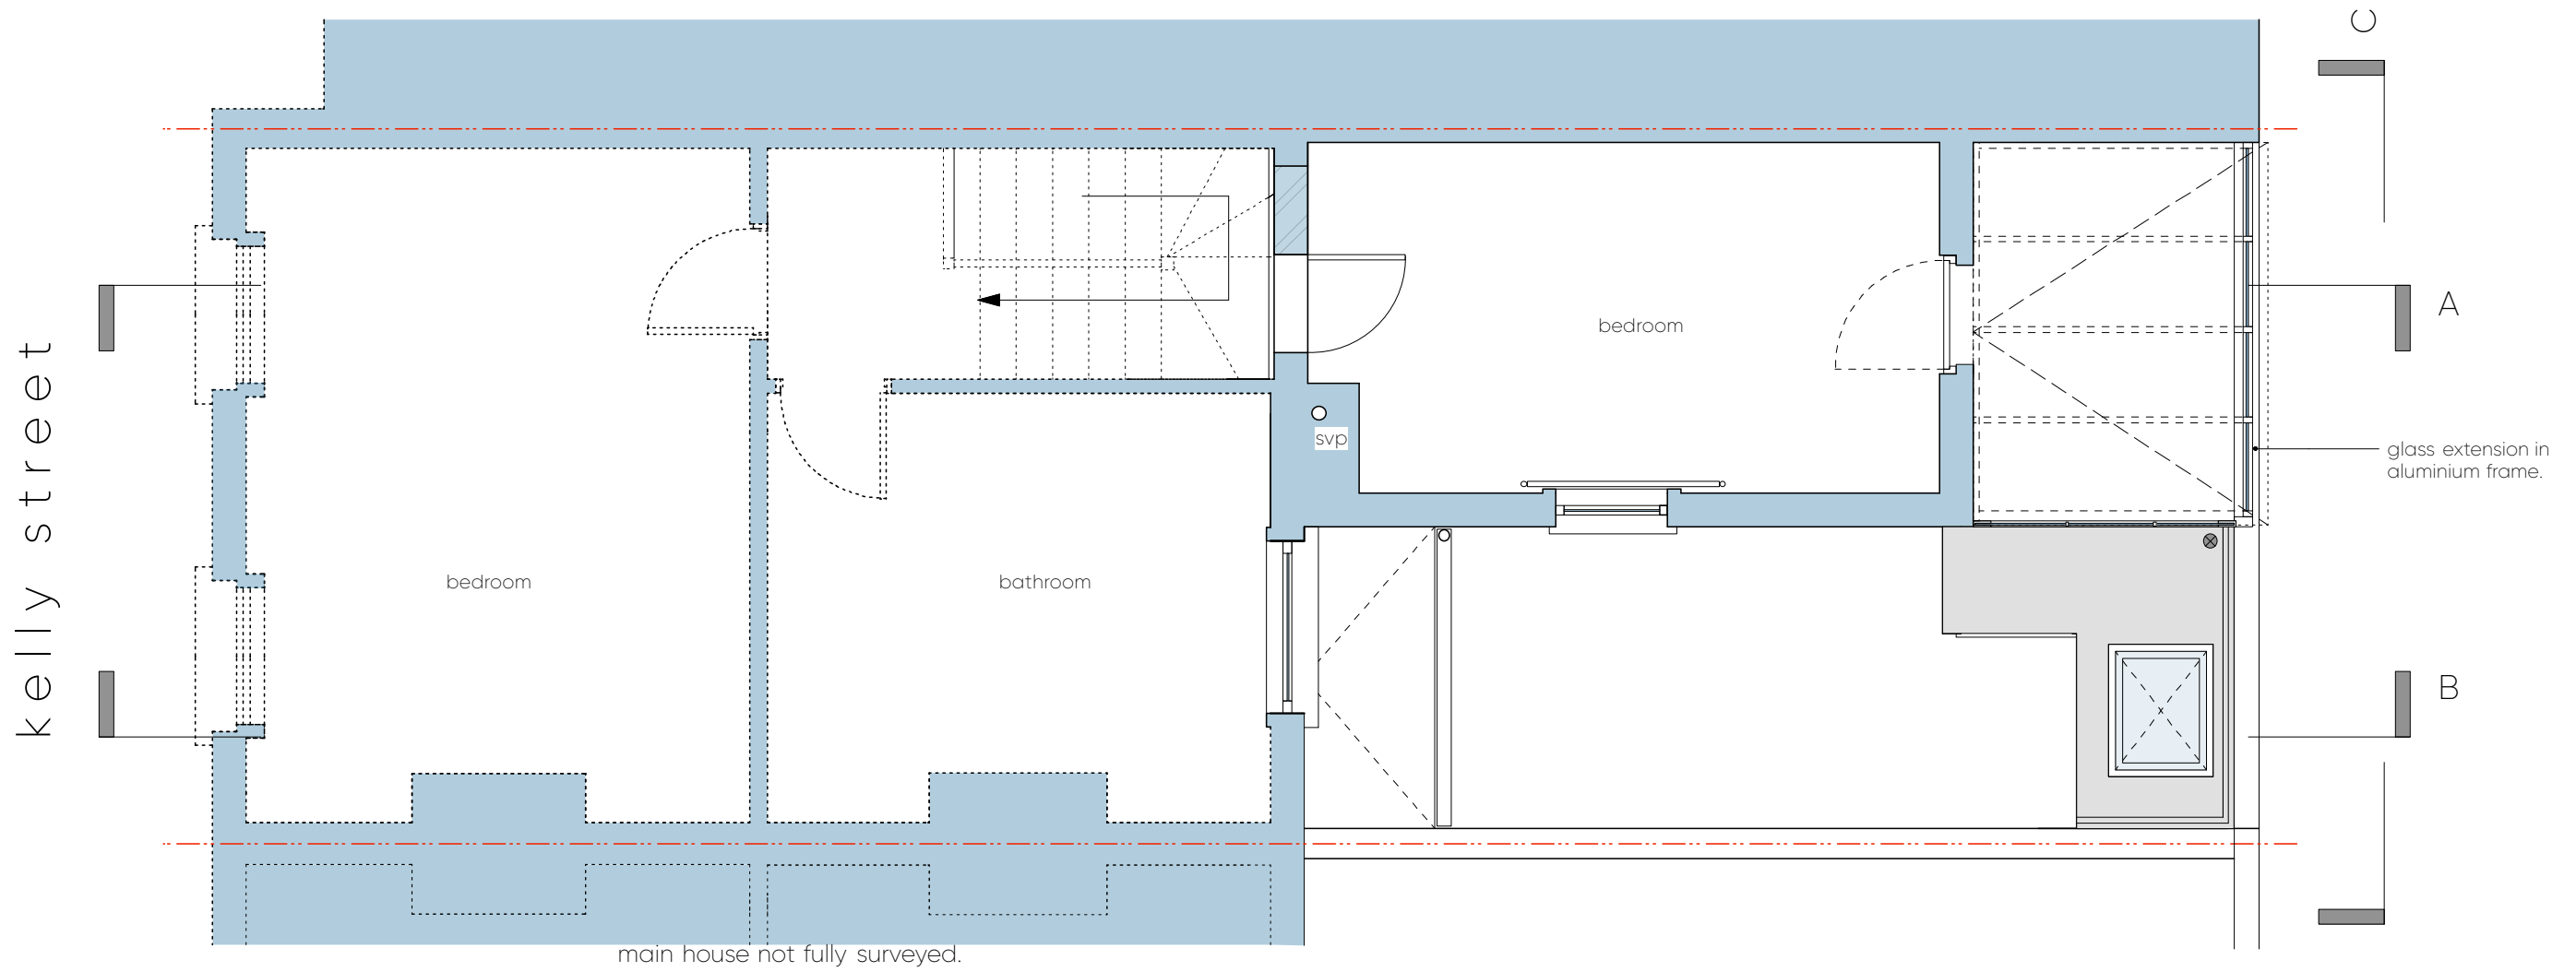 C
A
bedroom
svp
glass extension in
aluminium frame.
kelly street
bedroom
bathroom
B
main house not fully surveyed.